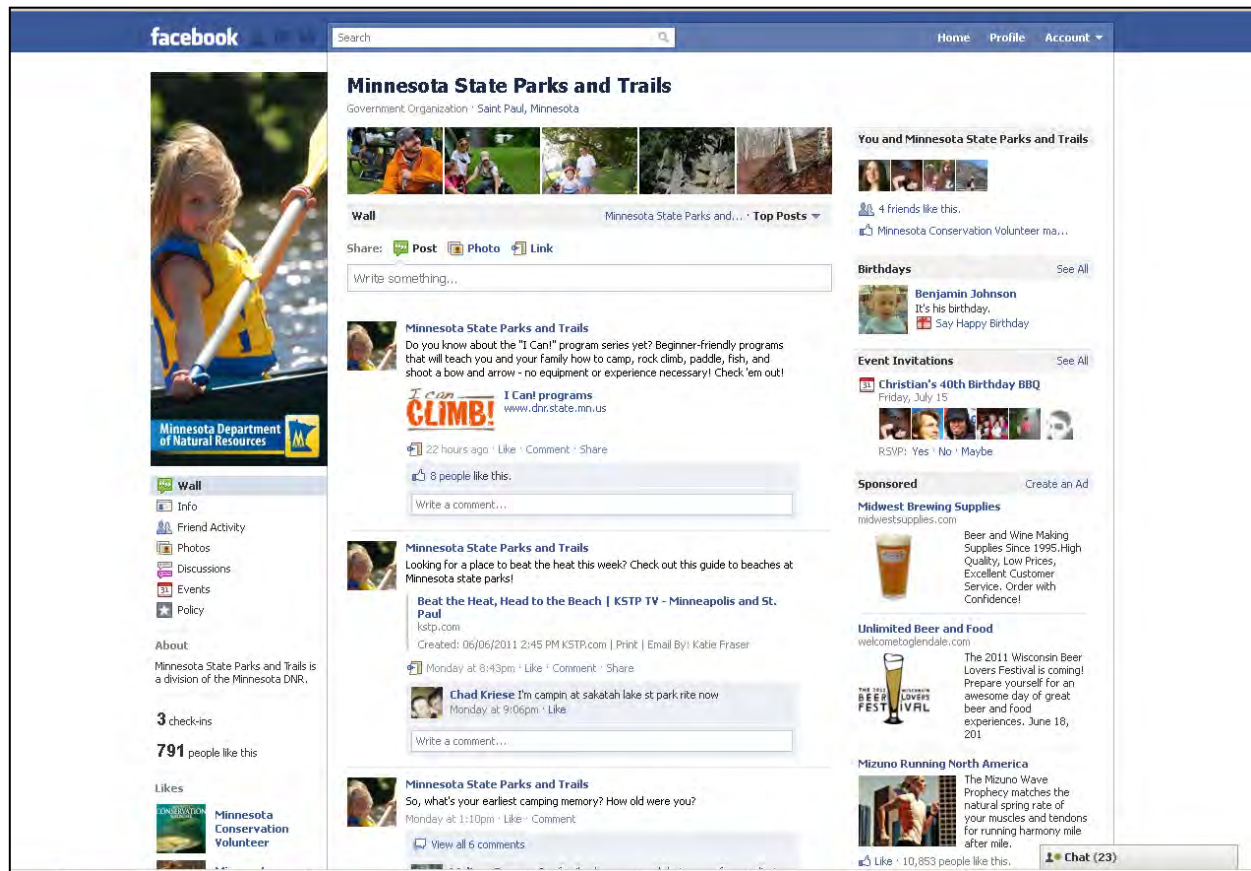 facebook
Search
Home Profile Account
Minnesota Department
of Natural Resources
Wall
Info
Friend Activity
Photos
Discussions
31 Events
Policy
About
Minnesota State Parks and Trails is
a division of the Minnesota DNR.
3 check-ins
791 people like this
Likes
Minnesota
Conservation
Volunteer
Minnesota State Parks and Trails
Government Organization · Saint Paul, Minnesota
Wall Minnesota State Parks and... · Top Posts
Share: Post Photo Link
Write something...
Minnesota State Parks and Trails
Do you know about the "I Can!" program series yet? Beginner-friendly programs
that will teach you and your family how to camp, rock climb, paddle, fish, and
shoot a bow and arrow - no equipment or experience necessary! Check 'em out!
I can
CLIMB!
I Can! programs
www.dnr.state.mn.us
22 hours ago · Like · Comment · Share
8 people like this.
Write a comment...
Minnesota State Parks and Trails
Looking for a place to beat the heat this week? Check out this guide to beaches at
Minnesota state parks!
Beat the Heat, Head to the Beach | KSTP TV - Minneapolis and St.
Paul
kstp.com
Created: 06/06/2011 2:45 PM KSTP.com | Print | Email By: Katie Fraser
Monday at 8:43pm · Like · Comment · Share
Chad Kriese I'm campin at sakatah lake st park rite now
Monday at 9:06pm · Like
Write a comment...
Minnesota State Parks and Trails
So, what's your earliest camping memory? How old were you?
Monday at 1:10pm · Like · Comment
View all 6 comments
You and Minnesota State Parks and Trails
4 friends like this.
Minnesota Conservation Volunteer ma...
Birthdays See All
Benjamin Johnson
It's his birthday.
Say Happy Birthday
Event Invitations See All
31 Christian's 40th Birthday BBQ
Friday, July 15
RSVP: Yes · No · Maybe
Sponsored Create an Ad
Midwest Brewing Supplies
midwestsupplies.com
Beer and Wine Making
Supplies Since 1995.High
Quality, Low Prices,
Excellent Customer
Service. Order with
Confidence!
Unlimited Beer and Food
welcometoglendale.com
THE 2011 WISCONSIN
BEER LOVERS
FESTIVAL
The 2011 Wisconsin Beer
Lovers Festival is coming!
Prepare yourself for an
awesome day of great
beer and food
experiences. June 18,
201
Mizuno Running North America
The Mizuno Wave
Prophecy matches the
natural spring rate of
your muscles and tendons
for running harmony mile
after mile.
Like · 10,853 people like this.
Chat (23)